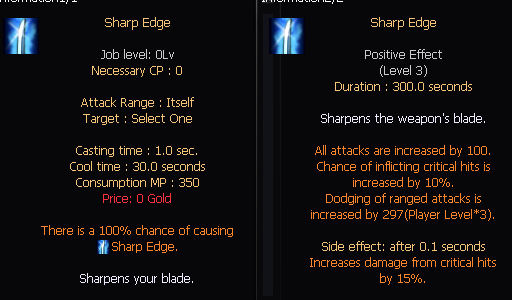 Information1/1
Sharp Edge
Job level: 0Lv
Necessary CP : 0
Attack Range : Itself
Target : Select One
Casting time : 1.0 sec.
Cool time : 30.0 seconds
Consumption MP : 350
Price: 0 Gold
There is a 100% chance of causing
Sharp Edge.
Sharpens your blade.
Information2/2
Sharp Edge
Positive Effect
(Level 3)
Duration : 300.0 seconds
Sharpens the weapon's blade.
All attacks are increased by 100.
Chance of inflicting critical hits is
increased by 10%.
Dodging of ranged attacks is
increased by 297(Player Level*3).
Side effect: after 0.1 seconds
Increases damage from critical hits
by 15%.